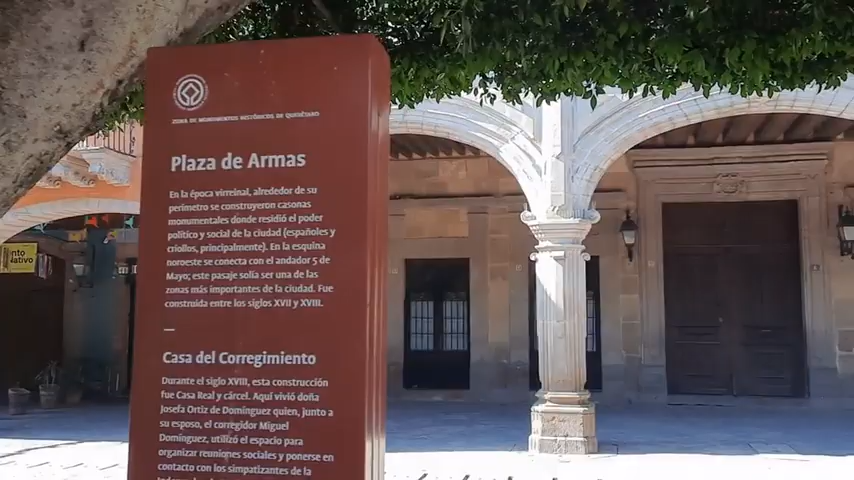 ZONA DE MONUMENTOS HISTÓRICOS DE QUERÉTARO
Plaza de Armas
En la época virreinal, alrededor de su
perímetro se construyeron casonas
monumentales donde residió el poder
político y social de la ciudad (españoles y
criollos, principalmente). En la esquina
noroeste se conecta con el andador 5 de
Mayo; este pasaje solía ser una de las
zonas más importantes de la ciudad. Fue
construida entre los siglos XVII y XVIII.
Casa del Corregimiento
Durante el siglo XVIII, esta construcción
fue Casa Real y cárcel. Aquí vivió doña
Josefa Ortiz de Domínguez quien, junto a
su esposo, el corregidor Miguel
Domínguez, utilizó el espacio para
organizar reuniones sociales y ponerse en
contacto con los simpatizantes de la